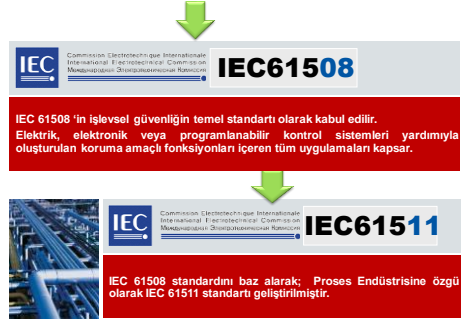 IEC
Commission Electrotechnique Internationale
International Electrotechnical Commission
Международная Электротехническая Комиссия
IEC61508
IEC 61508 ‘in işlevsel güvenliğin temel standartı olarak kabul edilir.
Elektrik, elektronik veya programlanabilir kontrol sistemleri yardımıyla
oluşturulan koruma amaçlı fonksiyonları içeren tüm uygulamaları kapsar.
IEC
Commission Electrotechnique Internationale
International Electrotechnical Commission
Международная Электротехническая Комиссия
IEC61511
IEC 61508 standardını baz alarak; Proses Endüstrisine özgü
olarak IEC 61511 standartı geliştirilmiştir.